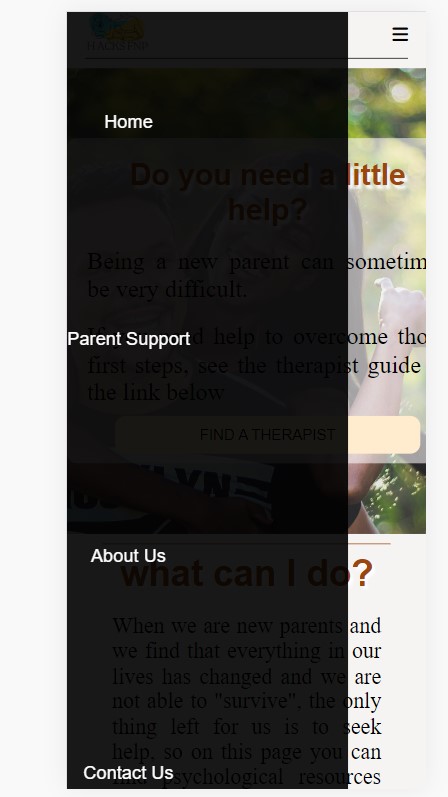 TEACHS PNP
Home
Do you need a little
help?
Being a new parent can sometim
be very difficult.
Parent Support
help to overcome tho
first steps, see the therapist guide
the link below
FIND A THERAPIST
About Us
what can I do?
When we are new parents and
we find that everything in our
lives has changed and we are
not able to "survive", the only
thing left for us is to seek
help, so on this page you can
Contact Us
psychological resources